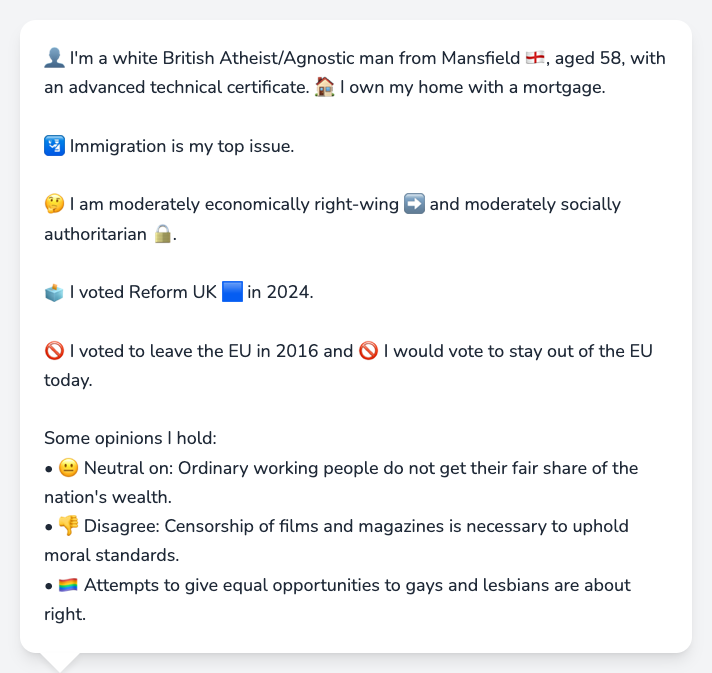 👤 I'm a white British Atheist/Agnostic man from Mansfield 🏴󠁧󠁢󠁥󠁮󠁧󠁿, aged 58, with
an advanced technical certificate. 🏠 I own my home with a mortgage.
🛂 Immigration is my top issue.
🤔 I am moderately economically right-wing ➡️ and moderately socially
authoritarian 🔒.
🗳️ I voted Reform UK 🟦 in 2024.
🚫 I voted to leave the EU in 2016 and 🚫 I would vote to stay out of the EU
today.
Some opinions I hold:
• 😐 Neutral on: Ordinary working people do not get their fair share of the
nation's wealth.
• 👎 Disagree: Censorship of films and magazines is necessary to uphold
moral standards.
• 🏳️‍🌈 Attempts to give equal opportunities to gays and lesbians are about
right.